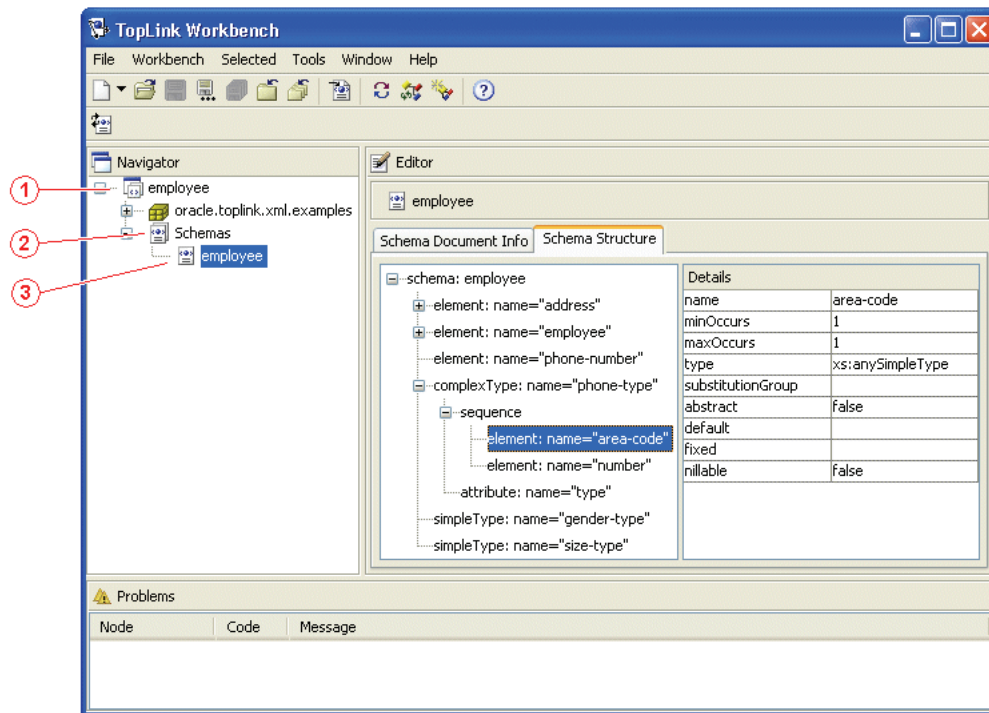 TopLink Workbench
File Workbench Selected Tools Window Help
Navigator
Editor
1
employee
oracle.toplink.xml.examples
employee
2
Schemas
Schema Document Info
Schema Structure
3
employee
schema: employee
Details
element: name="address"
name area-code
minOccurs 1
element: name="employee"
maxOccurs 1
element: name="phone-number"
type xs:anySimpleType
complexType: name="phone-type"
substitutionGroup
sequence
abstract false
default
element: name="area-code"
fixed
element: name="number"
nillable false
attribute: name="type"
simpleType: name="gender-type"
simpleType: name="size-type"
Problems
Node Code Message